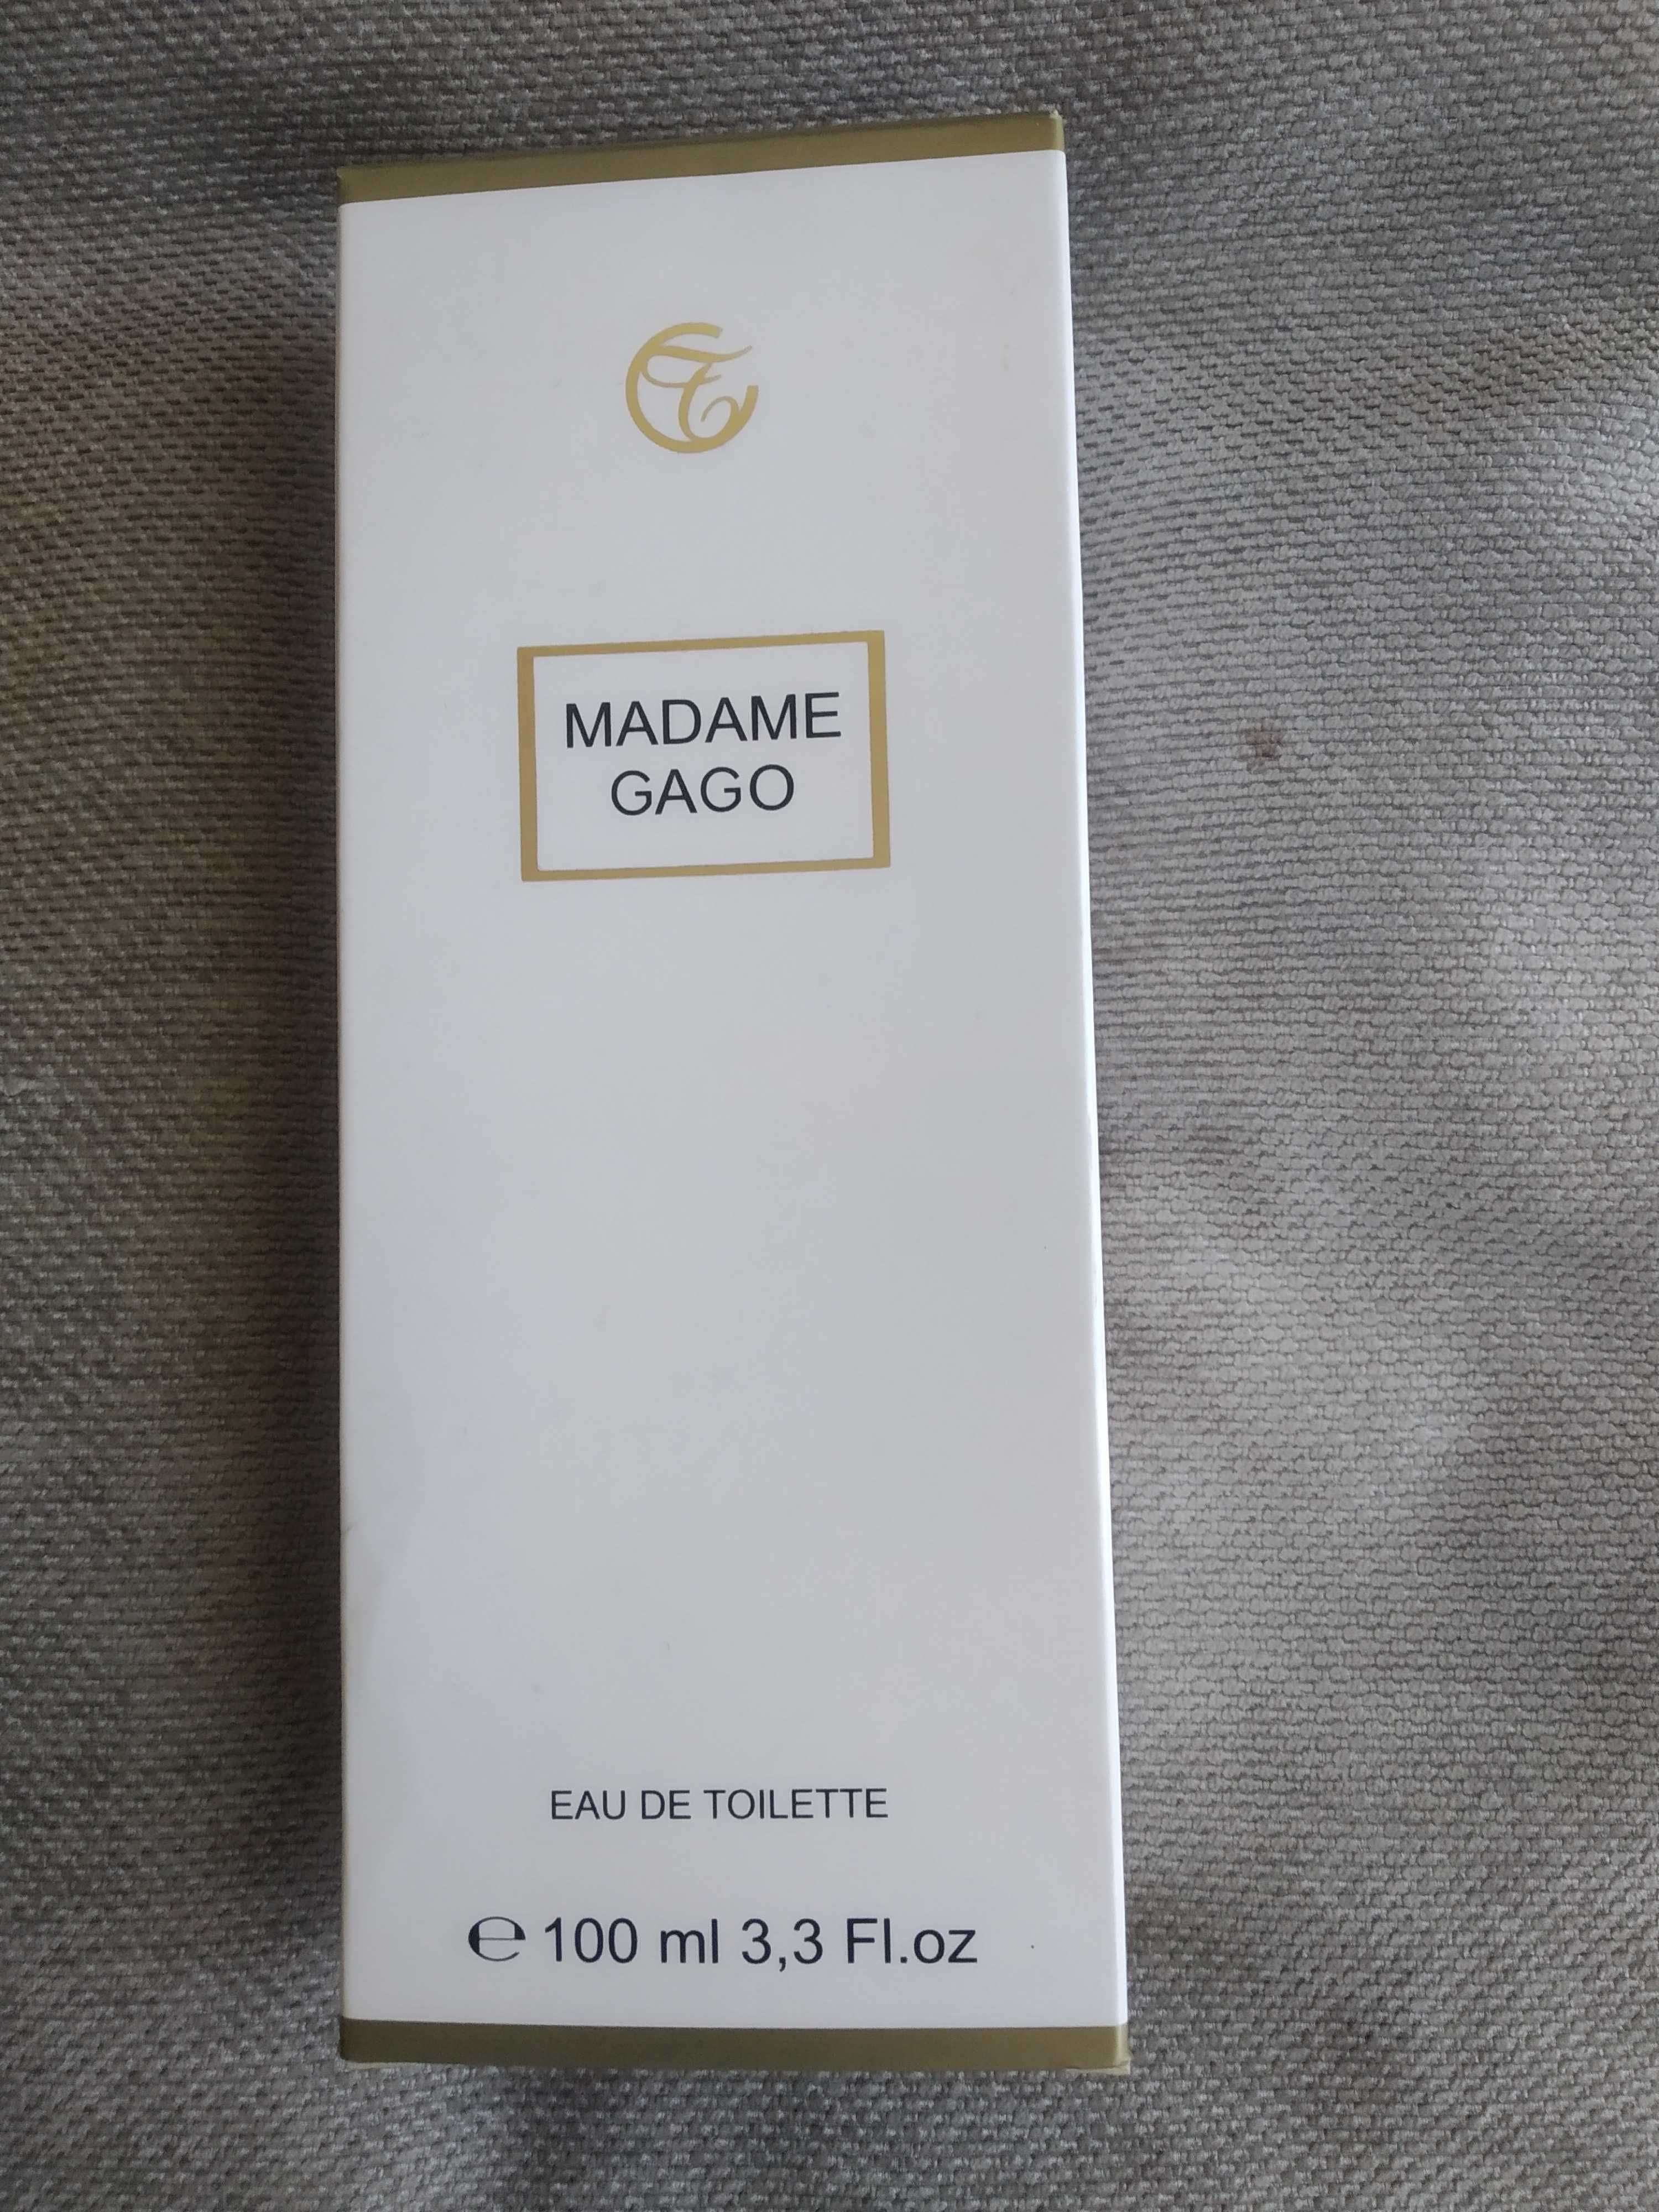 MADAME
GAGO
EAU DE TOILETTE
℮ 100 ml 3,3 Fl.oz